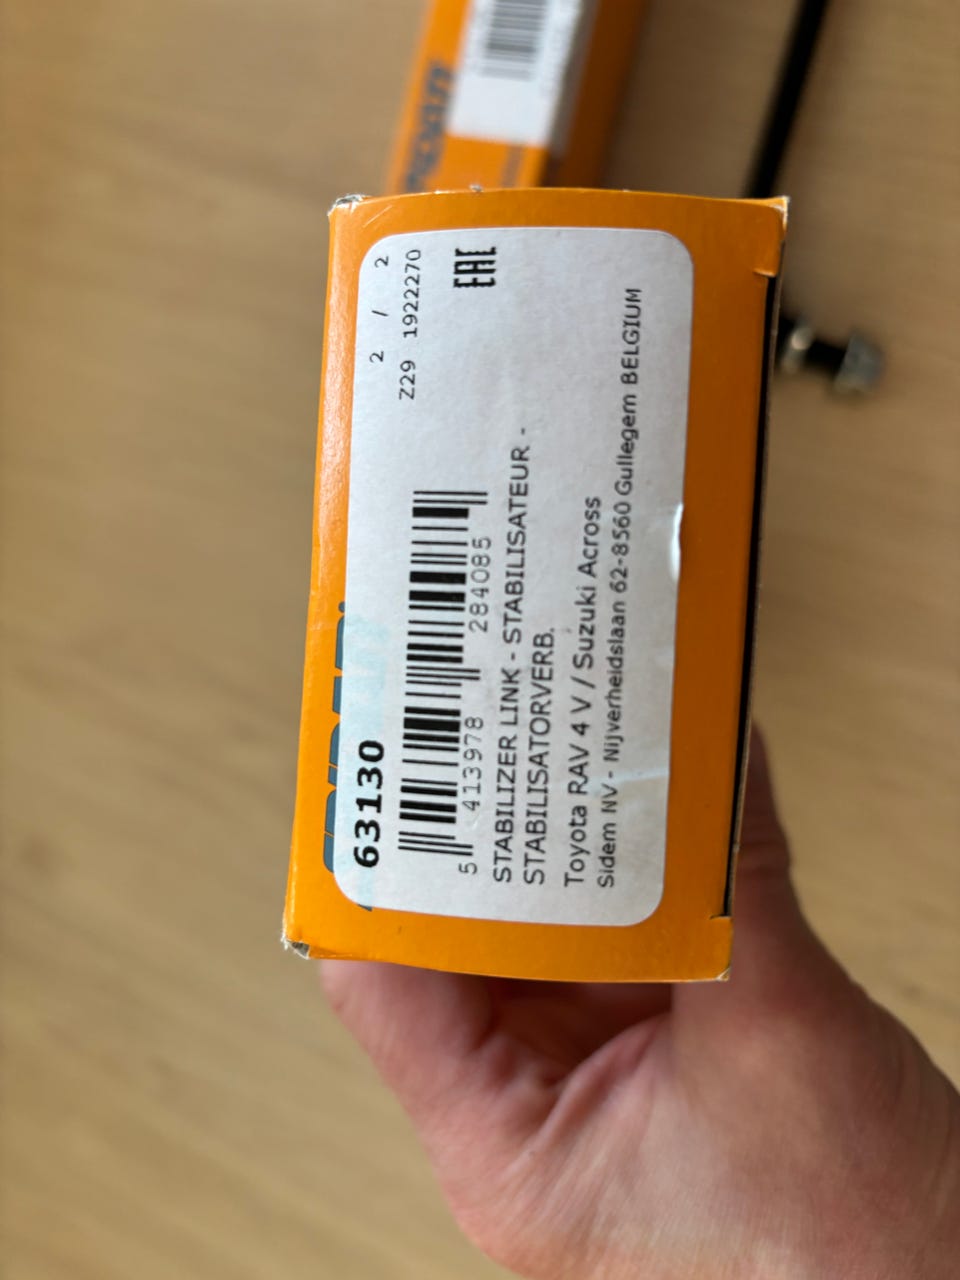 63130
2 / 2
Z29 1922270
5 413978 284085
EAC
STABILIZER LINK - STABILISATEUR -
STABILISATORVERB.
Toyota RAV 4 V / Suzuki Across
Sidem NV - Nijverheidslaan 62-8560 Gullegem BELGIUM